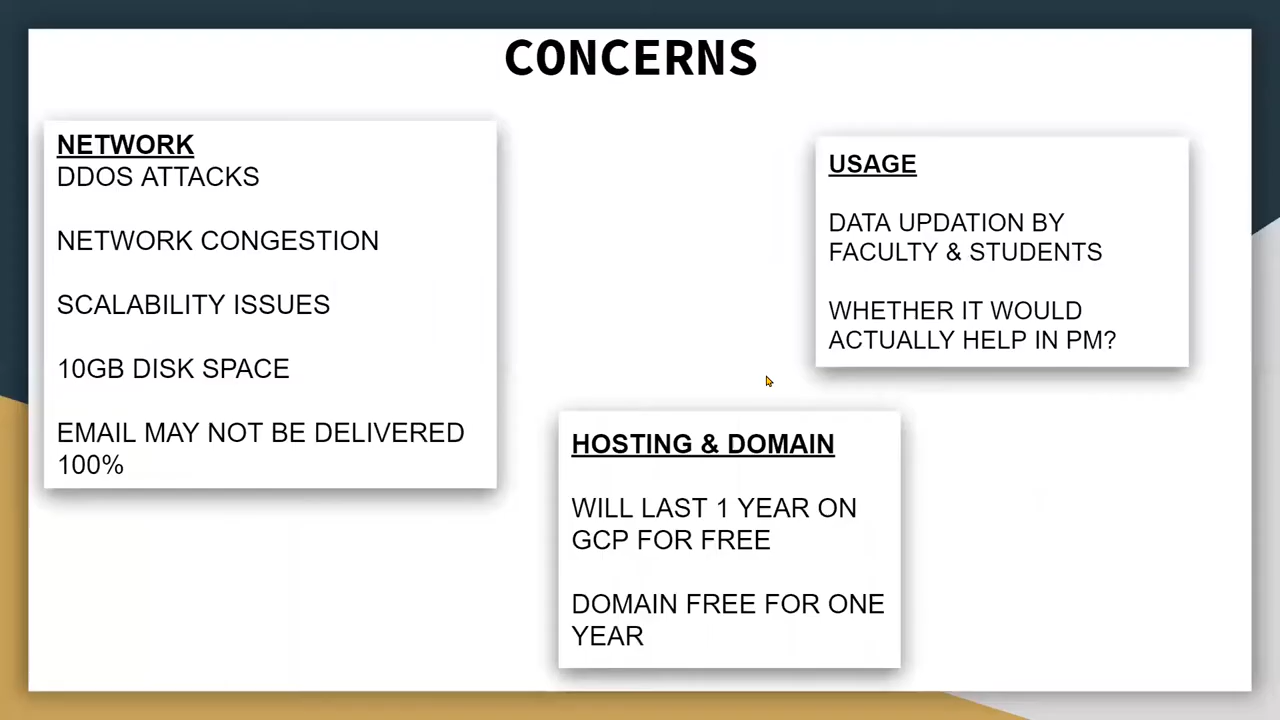 CONCERNS
NETWORK
DDOS ATTACKS
NETWORK CONGESTION
SCALABILITY ISSUES
10GB DISK SPACE
EMAIL MAY NOT BE DELIVERED
100%
USAGE
DATA UPDATION BY
FACULTY & STUDENTS
WHETHER IT WOULD
ACTUALLY HELP IN PM?
HOSTING & DOMAIN
WILL LAST 1 YEAR ON
GCP FOR FREE
DOMAIN FREE FOR ONE
YEAR